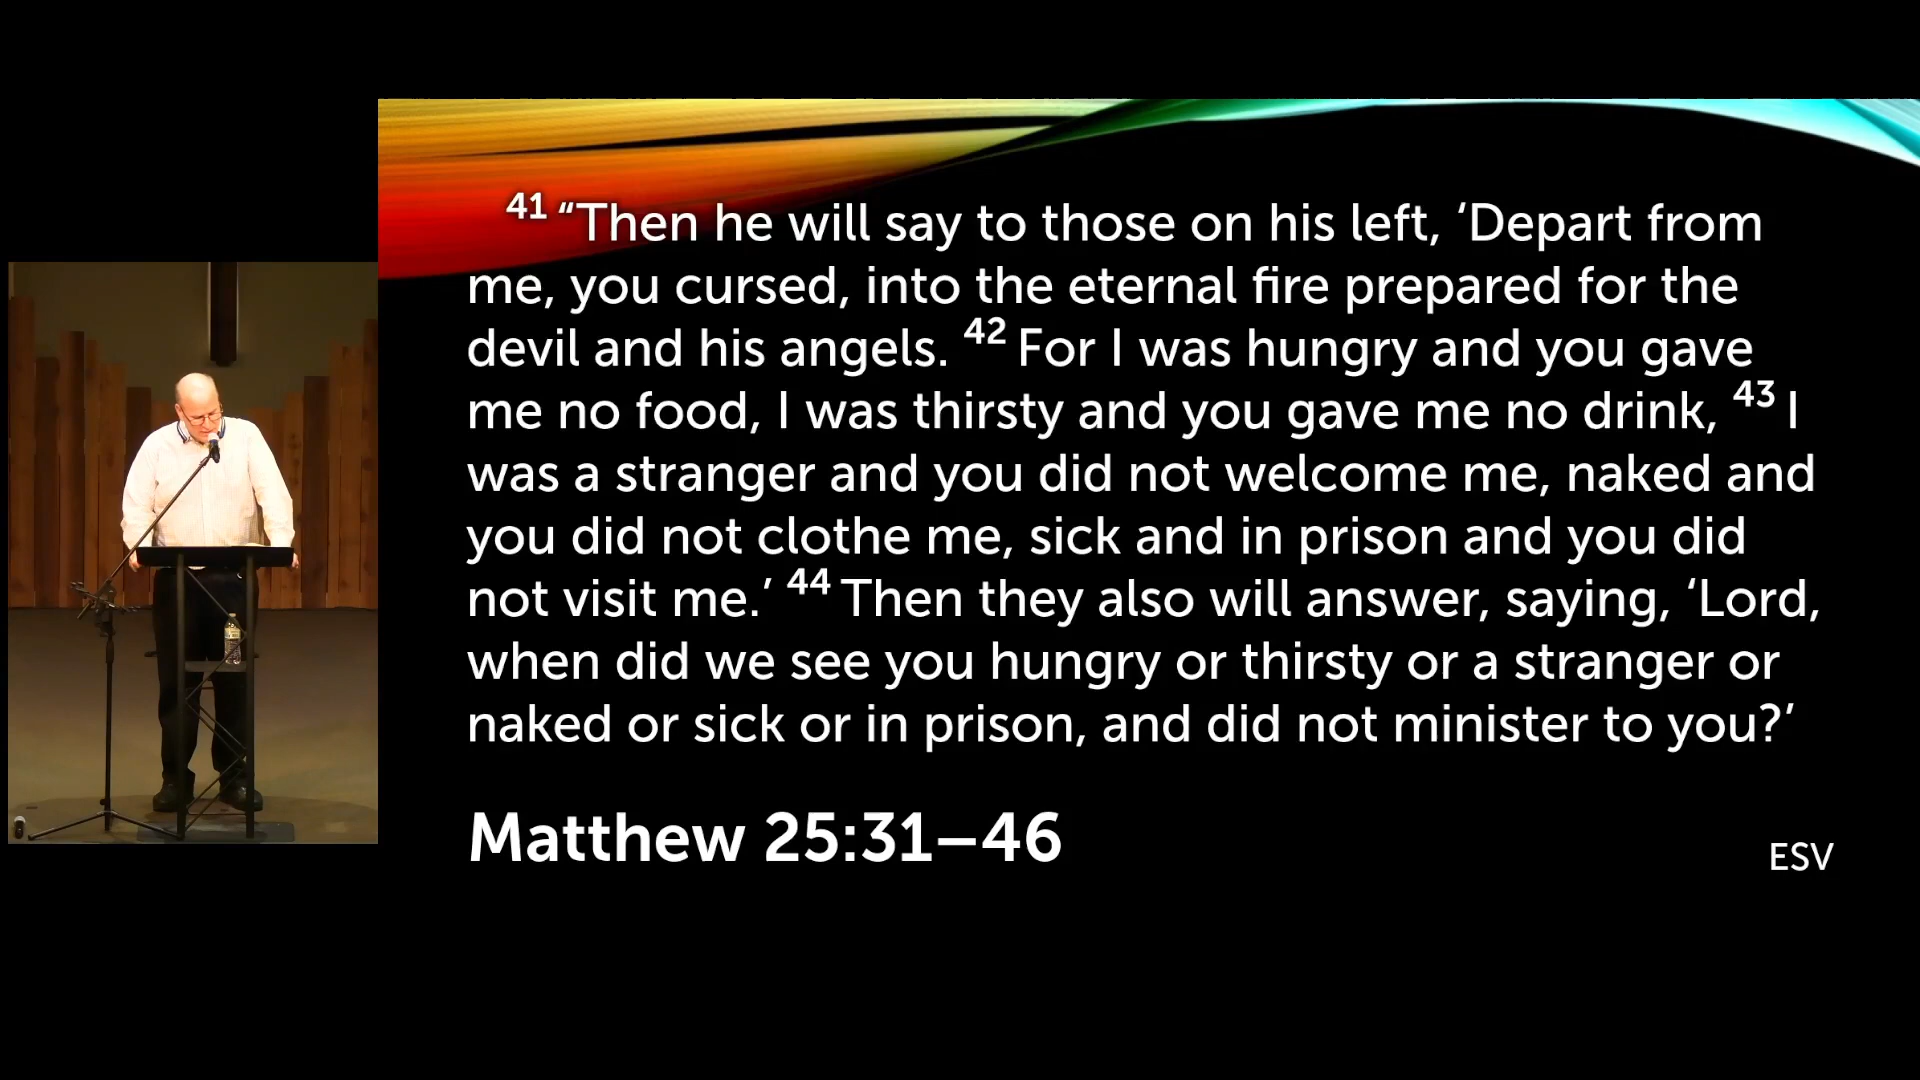 41 “Then he will say to those on his left, ‘Depart from
me, you cursed, into the eternal fire prepared for the
devil and his angels. 42 For I was hungry and you gave
me no food, I was thirsty and you gave me no drink, 43 I
was a stranger and you did not welcome me, naked and
you did not clothe me, sick and in prison and you did
not visit me.’ 44 Then they also will answer, saying, ‘Lord,
when did we see you hungry or thirsty or a stranger or
naked or sick or in prison, and did not minister to you?’
Matthew 25:31–46
ESV